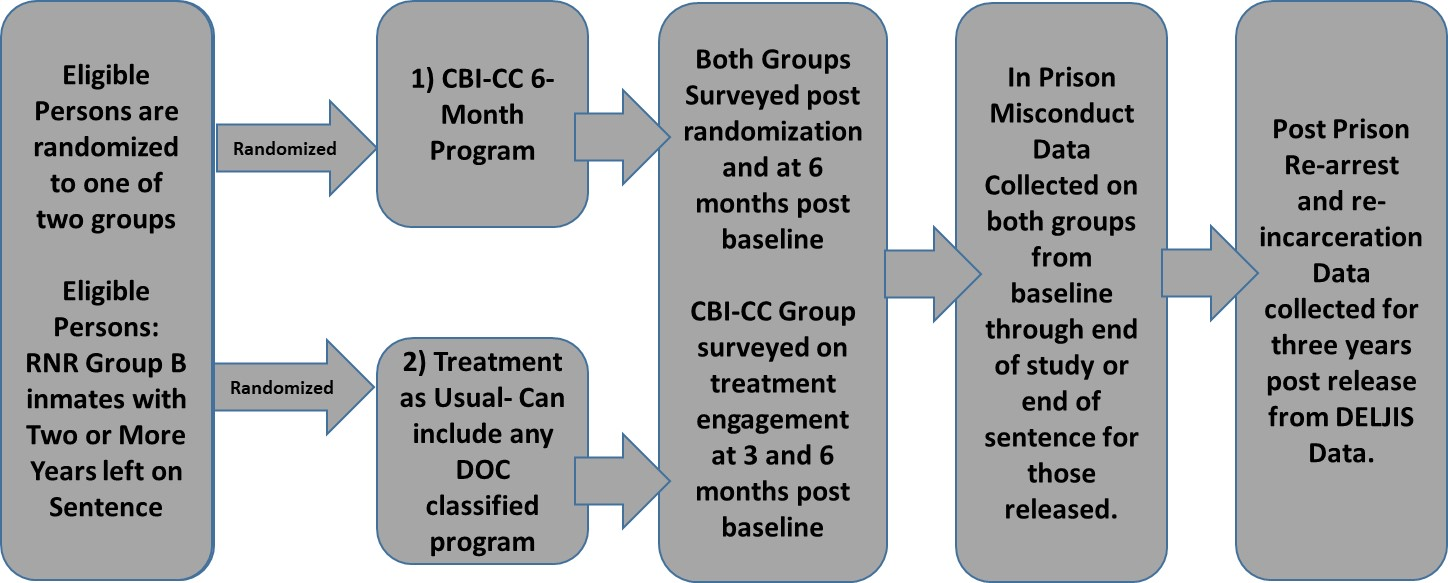 Eligible
Persons are
randomized
to one of
two groups
Eligible
Persons:
RNR Group B
inmates with
Two or More
Years left on
Sentence
Randomized
Randomized
1) CBI-CC 6-
Month
Program
2) Treatment
as Usual- Can
include any
DOC
classified
program
Both Groups
Surveyed post
randomization
and at 6
months post
baseline
CBI-CC Group
surveyed on
treatment
engagement
at 3 and 6
months post
baseline
In Prison
Misconduct
Data
Collected on
both groups
from
baseline
through end
of study or
end of
sentence for
those
released.
Post Prison
Re-arrest
and re-
incarceration
Data
collected for
three years
post release
from DELJIS
Data.